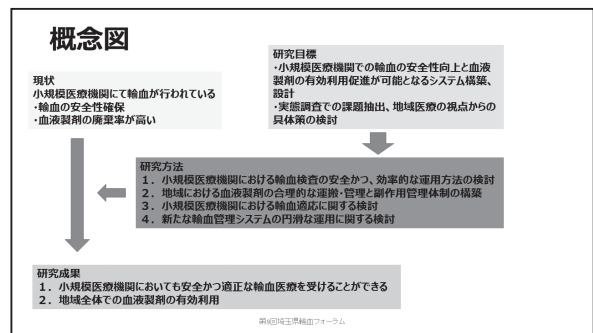 概念図
現状
小規模医療機関にて輸血が行われている
・輸血の安全性確保
・血液製剤の廃棄率が高い
研究目標
・小規模医療機関での輸血の安全性向上と血液
製剤の有効利用促進が可能となるシステム構築、
設計
・実態調査での課題抽出、地域医療の視点からの
具体策の検討
研究方法
1．小規模医療機関における輸血検査の安全かつ、効率的な運用方法の検討
2．地域における血液製剤の合理的な運搬・管理と副作用管理体制の構築
3．小規模医療機関における輸血適応に関する検討
4．新たな輸血管理システムの円滑な運用に関する検討
研究成果
1．小規模医療機関においても安全かつ適正な輸血医療を受けることができる
2．地域全体での血液製剤の有効利用
第9回埼玉県輸血フォーラム